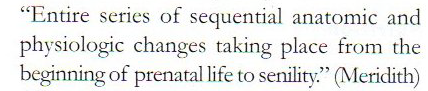 “Entire series of sequential anatomic and
physiologic changes taking place from the
beginning of prenatal life to senility.” (Meridith)